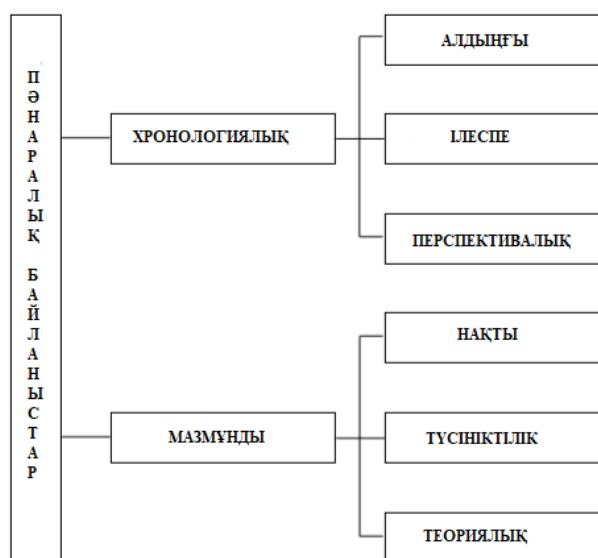 ПӘНАРАЛЫҚ БАЙЛАНЫСТАР
ХРОНОЛОГИЯЛЫҚ
АЛДЫҢҒЫ
ІЛЕСПЕ
ПЕРСПЕКТИВАЛЫҚ
МАЗМҰНДЫ
НАҚТЫ
ТҮСІНІКТІЛІК
ТЕОРИЯЛЫҚ